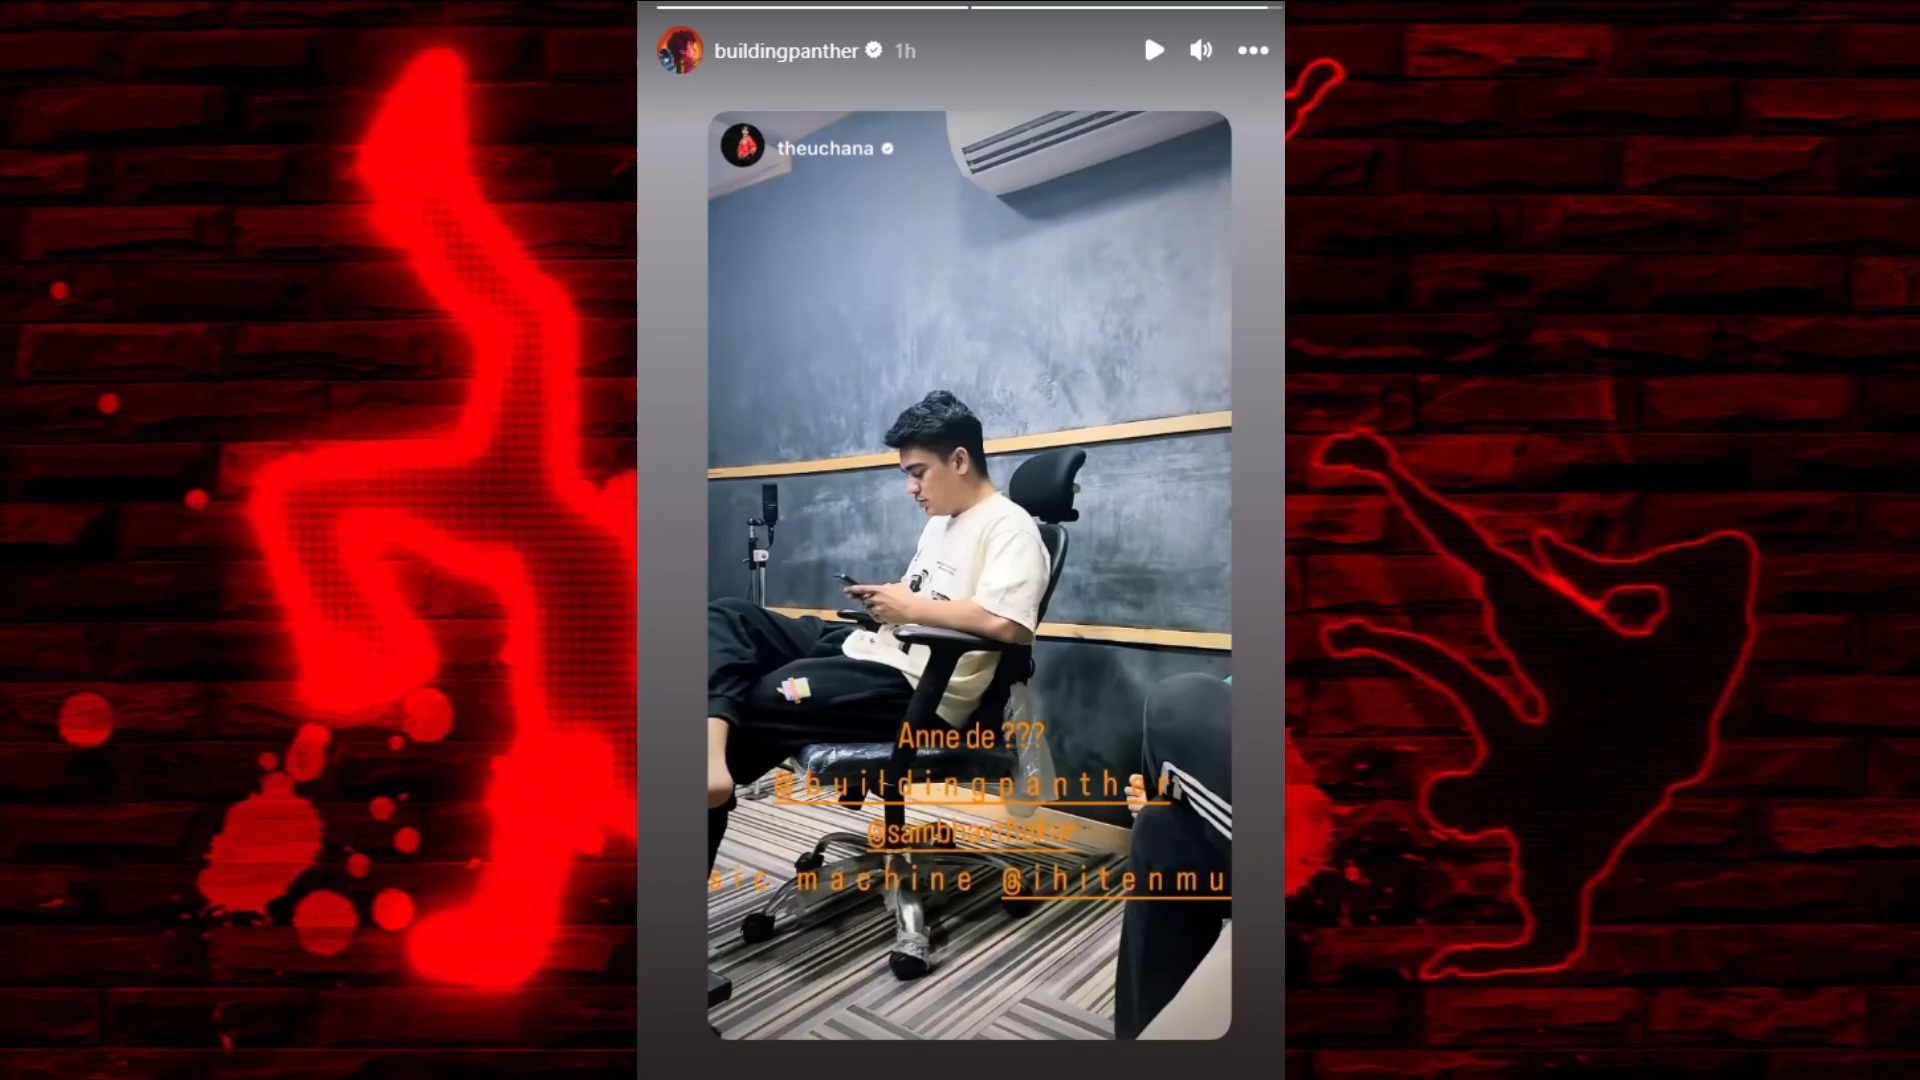 buildingpanther 1h
theuchana
Anne de ???
@buildingpanther
@sambhavthakur
sic machine @ihitenmu